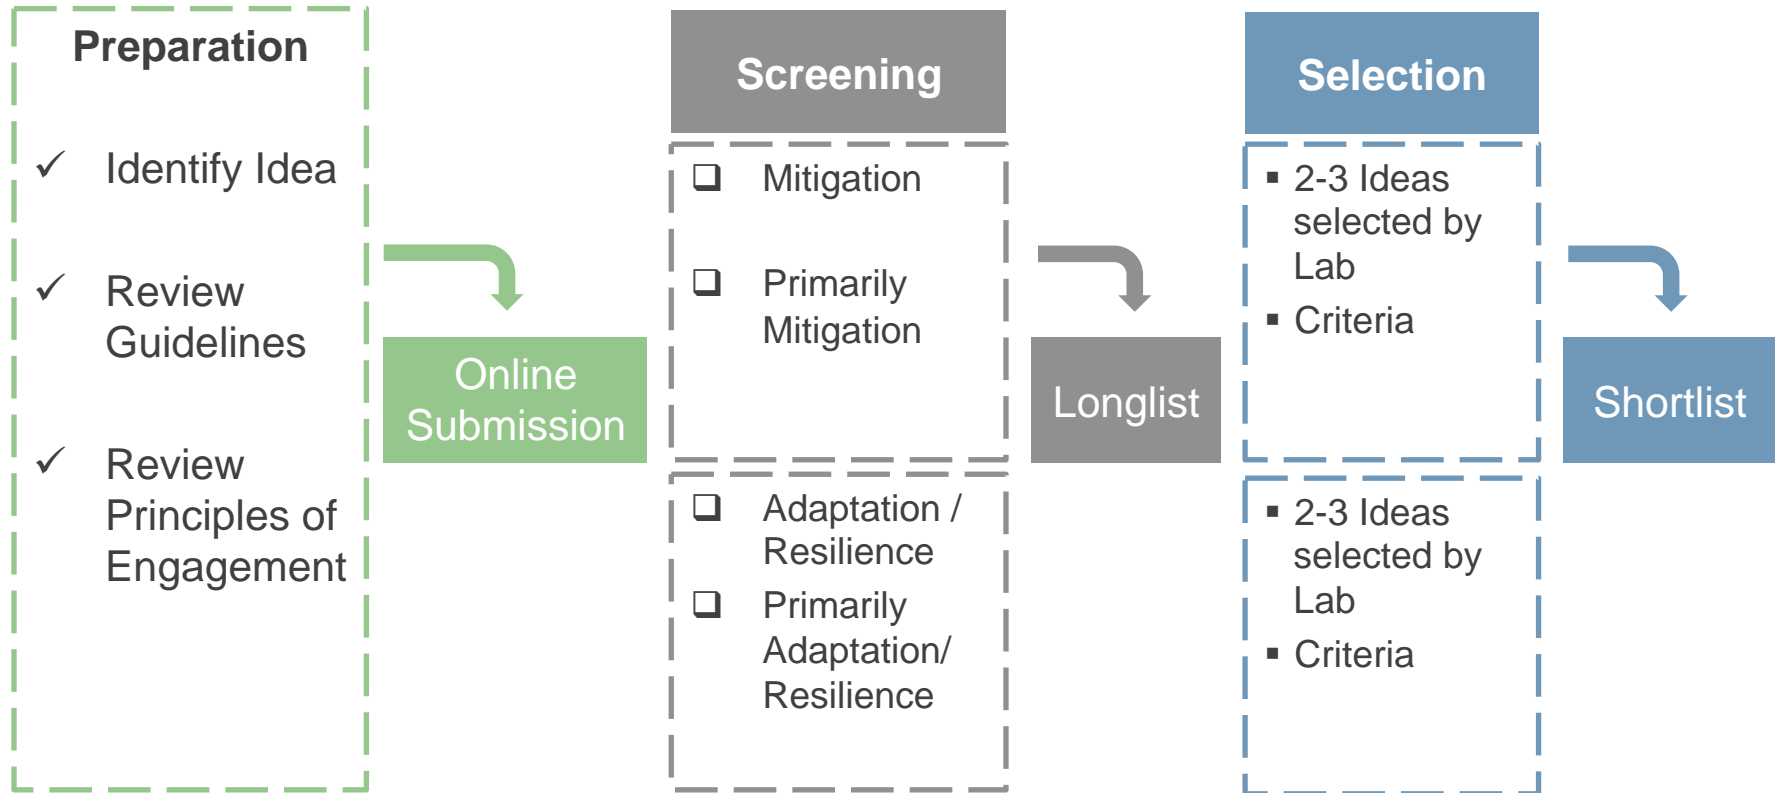 Preparation
✓ Identify Idea
✓ Review
Guidelines
✓ Review
Principles of
Engagement
Online
Submission
Screening
❑ Mitigation
❑ Primarily
Mitigation
❑ Adaptation /
Resilience
❑ Primarily
Adaptation/
Resilience
Longlist
Selection
▪ 2-3 Ideas
selected by
Lab
▪ Criteria
▪ 2-3 Ideas
selected by
Lab
▪ Criteria
Shortlist